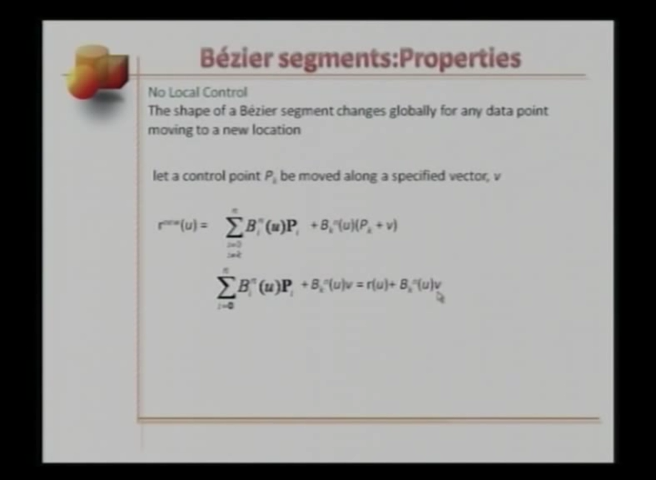 Bézier segments:Properties
No Local Control
The shape of a Bézier segment changes globally for any data point
moving to a new location
let a control point Pₖ be moved along a specified vector, v
rⁿᵉʷ(u) = ∑ Bᵢⁿ(u)Pᵢ + Bₖⁿ(u)(Pₖ + v)
n
i=0
i≠k
∑ Bᵢⁿ(u)Pᵢ + Bₖⁿ(u)v = r(u)+ Bₖⁿ(u)v
n
i=0